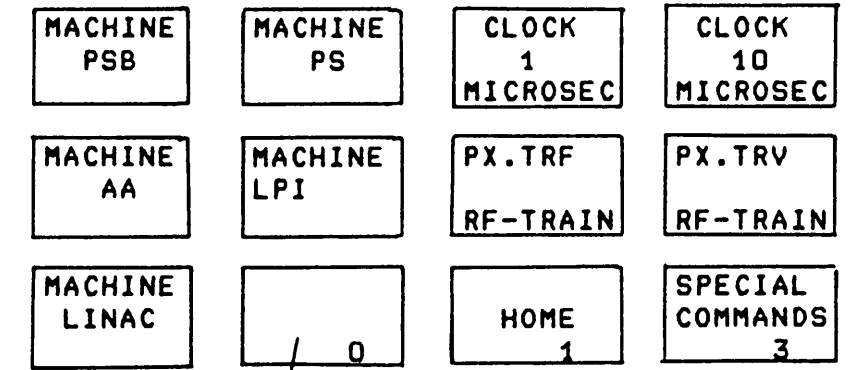 MACHINE
PSB
MACHINE
PS
CLOCK
1
MICROSEC
CLOCK
10
MICROSEC
MACHINE
AA
MACHINE
LPI
PX.TRF
RF-TRAIN
PX.TRV
RF-TRAIN
MACHINE
LINAC
0
HOME
1
SPECIAL
COMMANDS
3